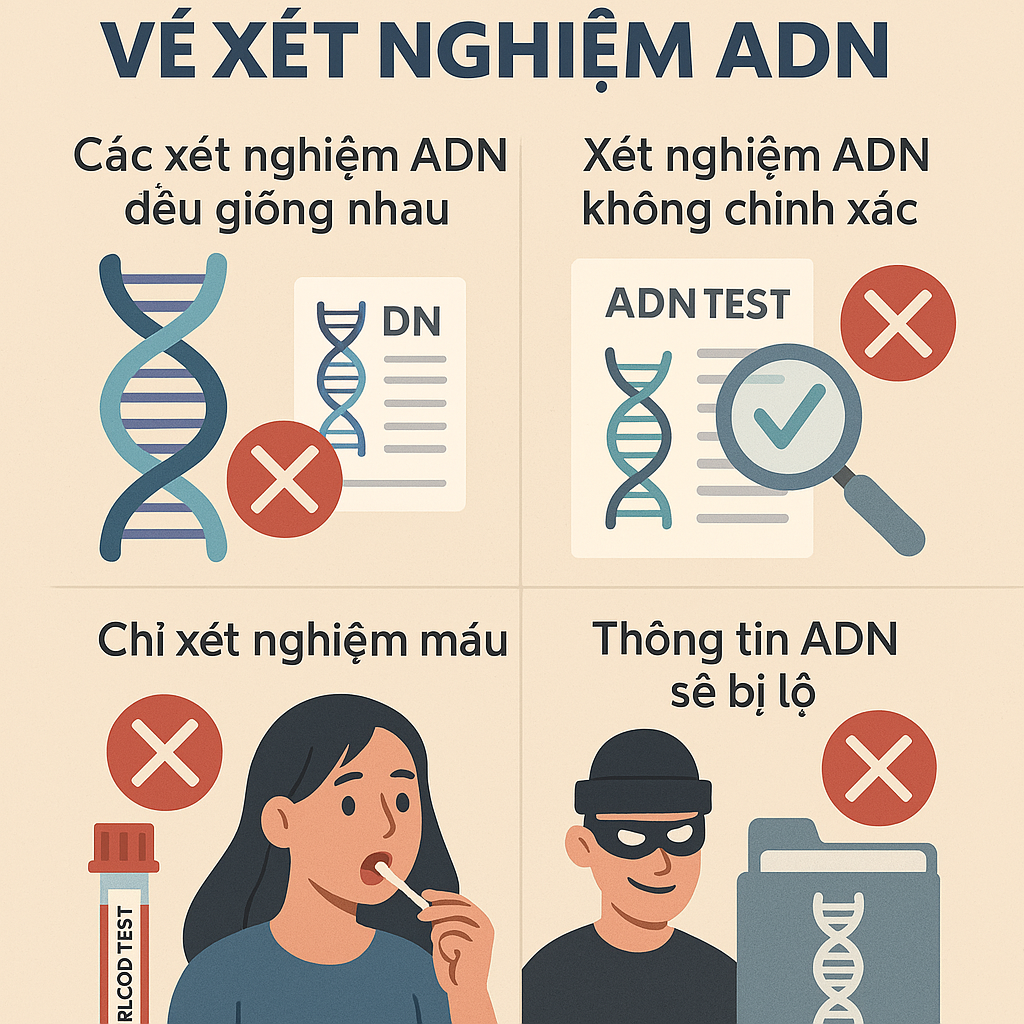 VÉ XÉT NGHIỆM ADN
Các xét nghiệm ADN
đều giõng nhau
DN
Xét nghiệm ADN
không chinh xác
ADN TEST
Chỉ xét nghiệm máu
RLCOD TEST
Thông tin ADN
sê bị lộ